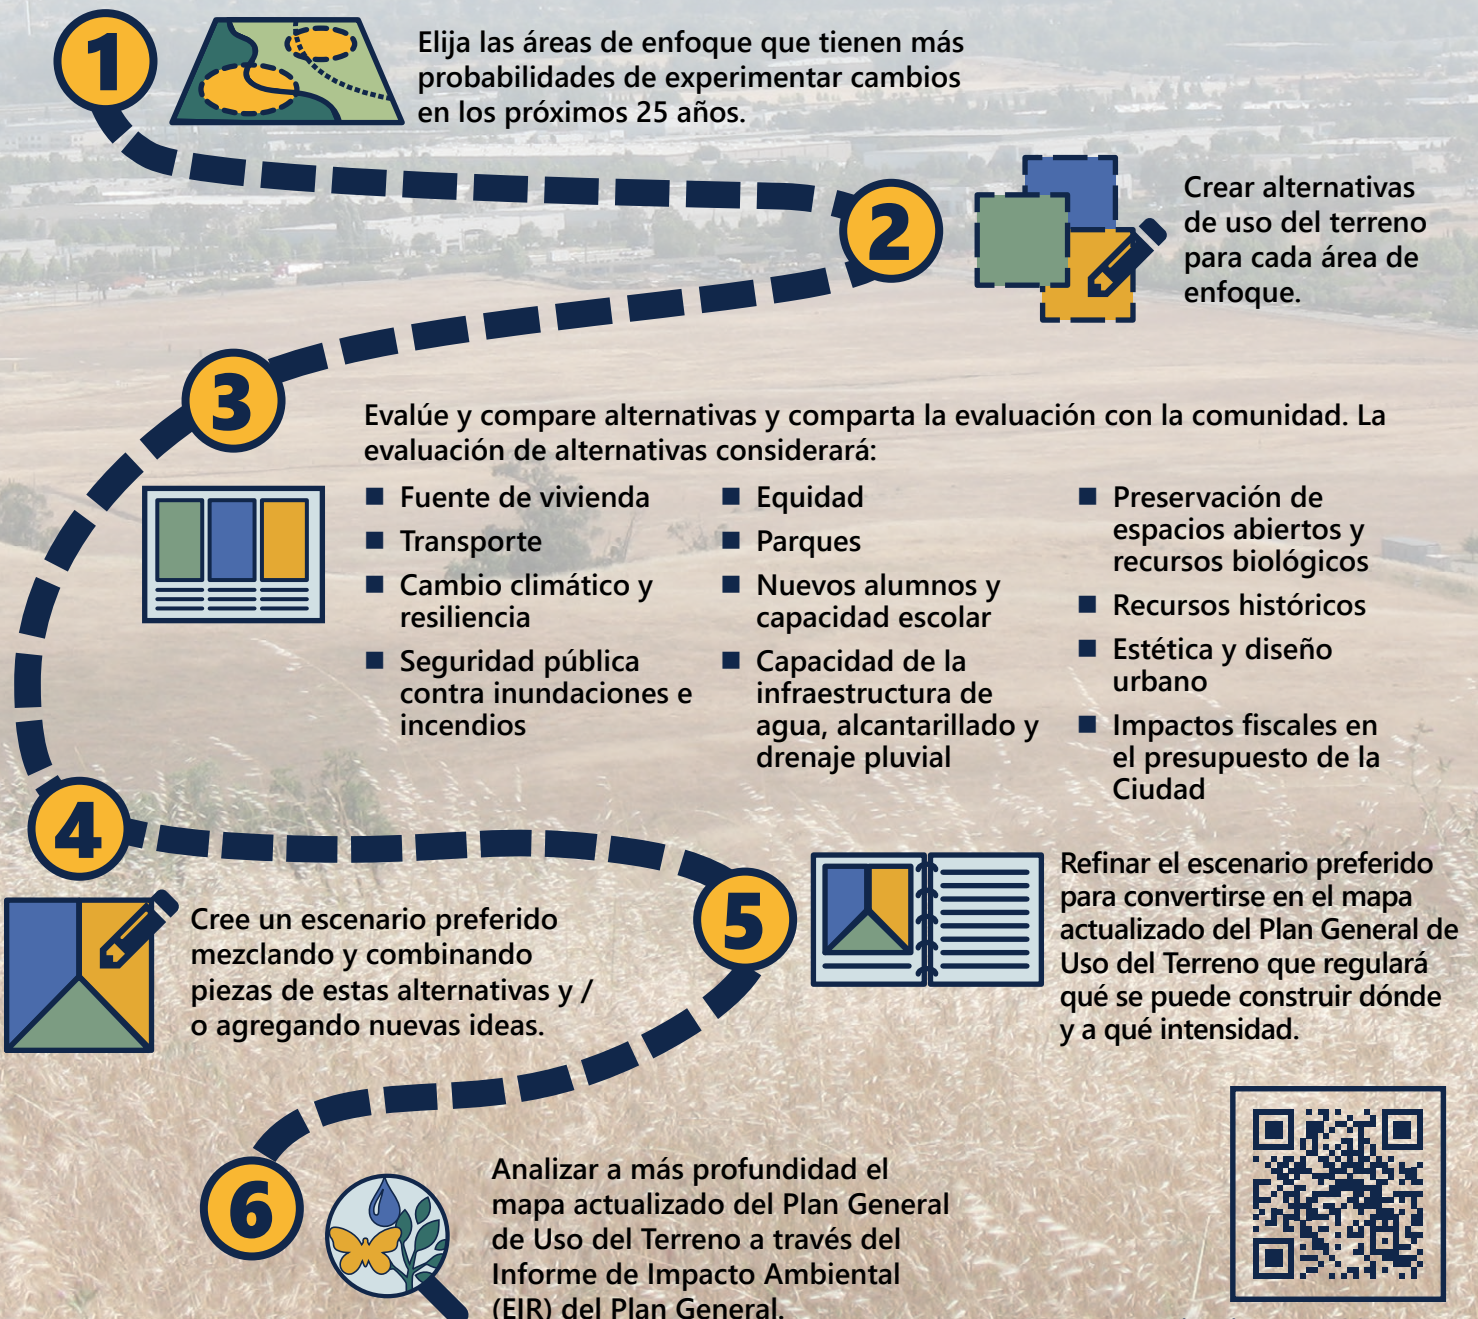 1
Elija las áreas de enfoque que tienen más
probabilidades de experimentar cambios
en los próximos 25 años.
2
Crear alternativas
de uso del terreno
para cada área de
enfoque.
3
Evalúe y compare alternativas y comparta la evaluación con la comunidad. La
evaluación de alternativas considerará:
Fuente de vivienda
Transporte
Cambio climático y
resiliencia
Seguridad pública
contra inundaciones e
incendios
Equidad
Parques
Nuevos alumnos y
capacidad escolar
Capacidad de la
infraestructura de
agua, alcantarillado y
drenaje pluvial
Preservación de
espacios abiertos y
recursos biológicos
Recursos históricos
Estética y diseño
urbano
Impactos fiscales en
el presupuesto de la
Ciudad
4
Cree un escenario preferido
mezclando y combinando
piezas de estas alternativas y /
o agregando nuevas ideas.
5
Refinar el escenario preferido
para convertirse en el mapa
actualizado del Plan General de
Uso del Terreno que regulará
qué se puede construir dónde
y a qué intensidad.
6
Analizar a más profundidad el
mapa actualizado del Plan General
de Uso del Terreno a través del
Informe de Impacto Ambiental
(EIR) del Plan General.